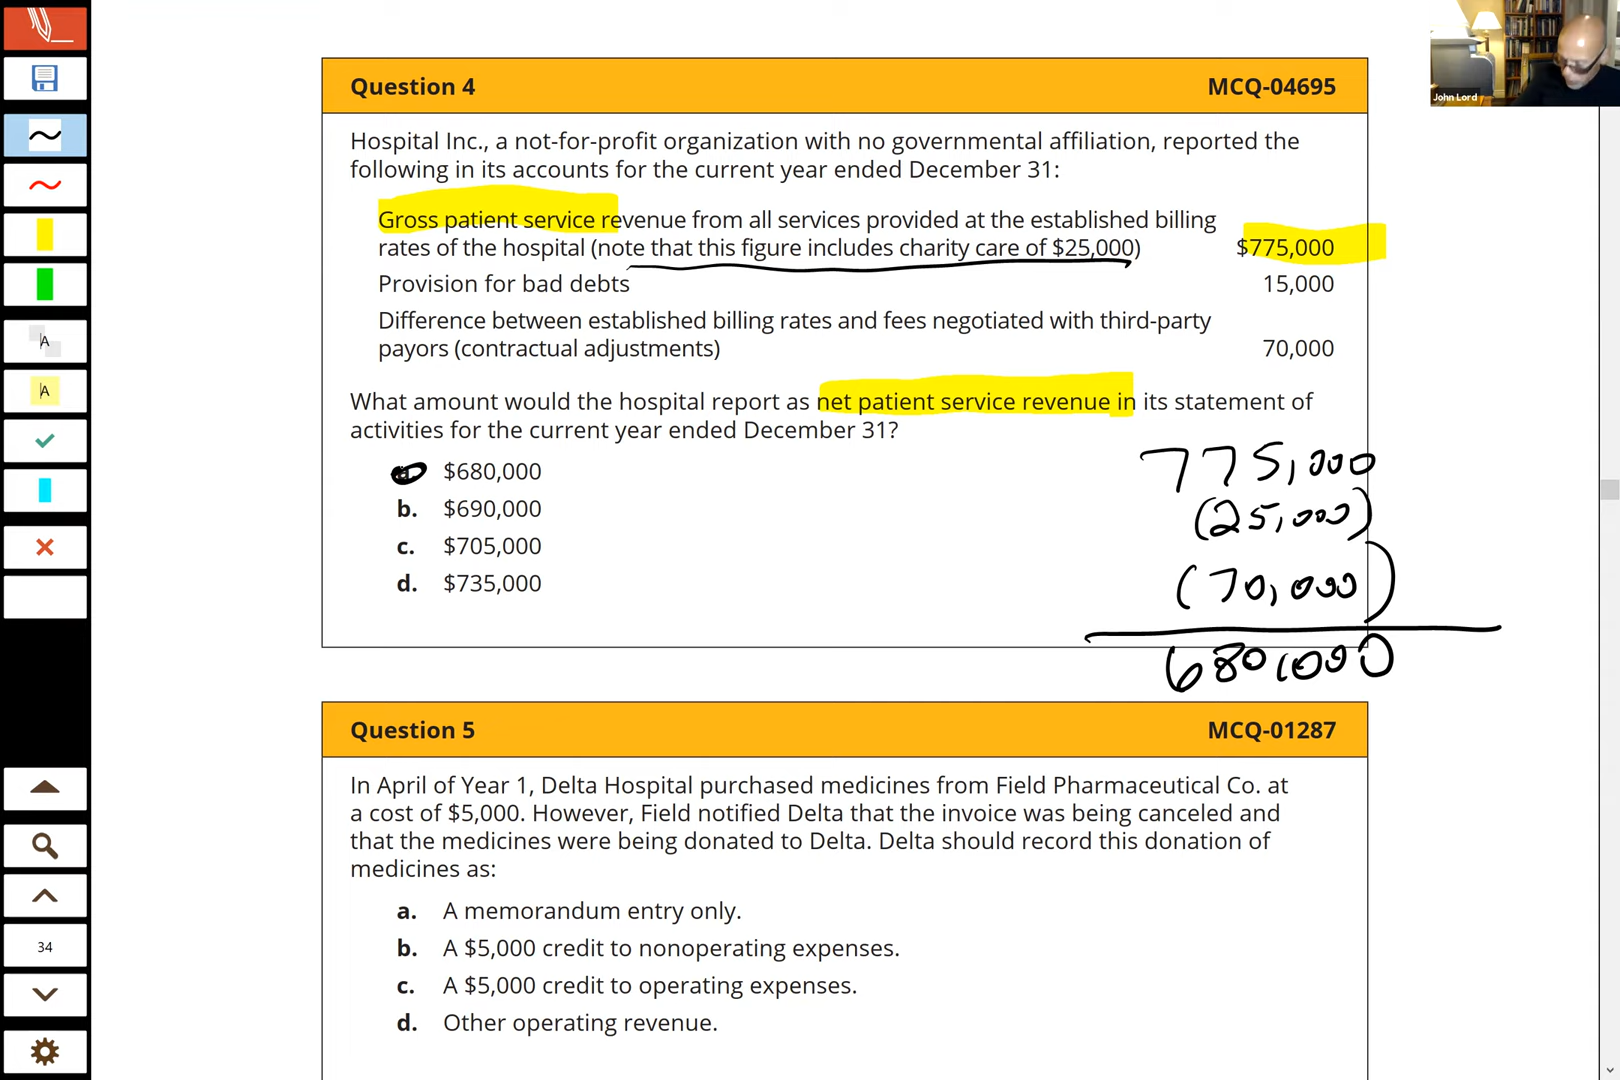 John Lord
Question 4 MCQ-04695
Hospital Inc., a not-for-profit organization with no governmental affiliation, reported the
following in its accounts for the current year ended December 31:
Gross patient service revenue from all services provided at the established billing
rates of the hospital (note that this figure includes charity care of $25,000) $775,000
Provision for bad debts 15,000
Difference between established billing rates and fees negotiated with third-party
payors (contractual adjustments) 70,000
What amount would the hospital report as net patient service revenue in its statement of
activities for the current year ended December 31?
a. $680,000
b. $690,000
c. $705,000
d. $735,000
775,000
(25,000)
(70,000)
680,000
Question 5 MCQ-01287
In April of Year 1, Delta Hospital purchased medicines from Field Pharmaceutical Co. at
a cost of $5,000. However, Field notified Delta that the invoice was being canceled and
that the medicines were being donated to Delta. Delta should record this donation of
medicines as:
a. A memorandum entry only.
b. A $5,000 credit to nonoperating expenses.
c. A $5,000 credit to operating expenses.
d. Other operating revenue.
A
A
34